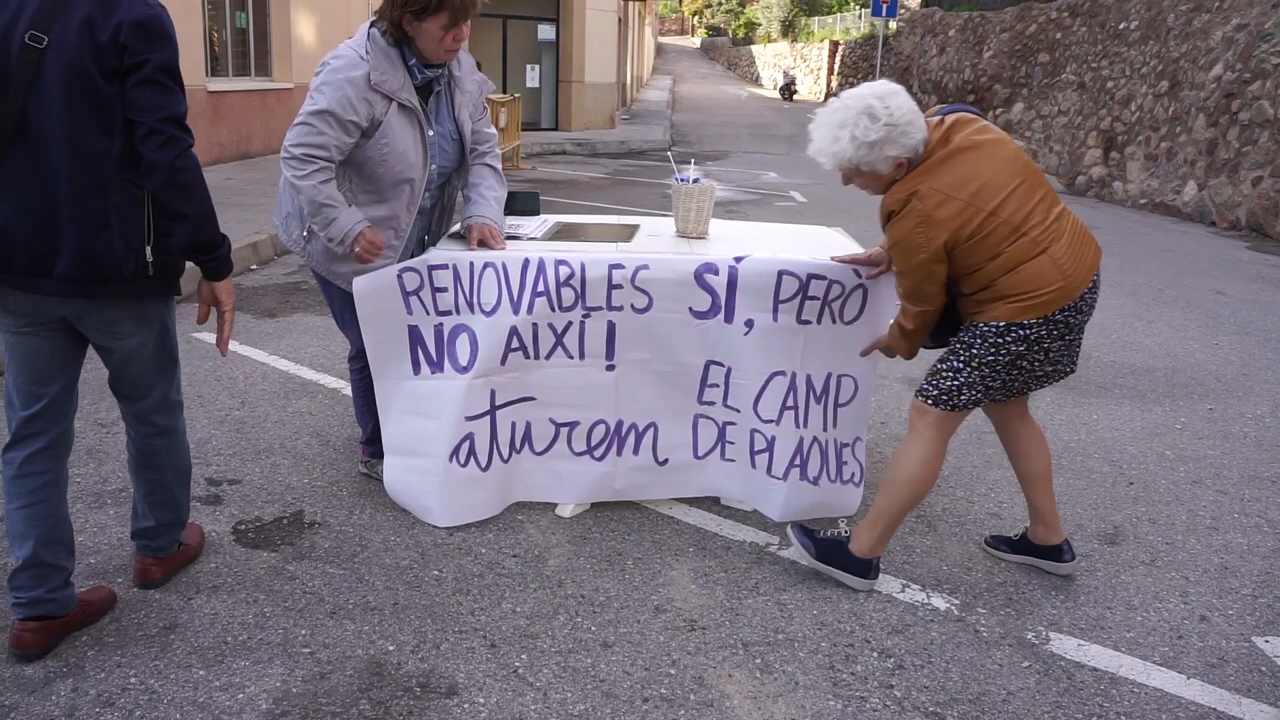 RENOVABLES SÍ, PERÒ
NO AIXÍ!
aturem EL CAMP
DE PLAQUES